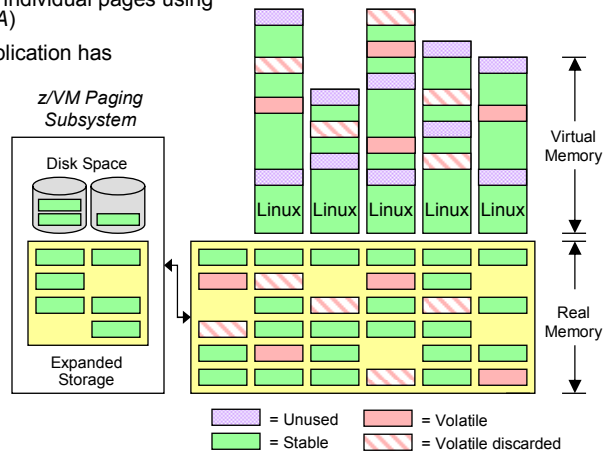 individual pages using
A)
plication has
z/VM Paging
Subsystem
Disk Space
Expanded
Storage
Linux Linux Linux Linux Linux
Virtual
Memory
Real
Memory
= Unused
= Volatile
= Stable
= Volatile discarded